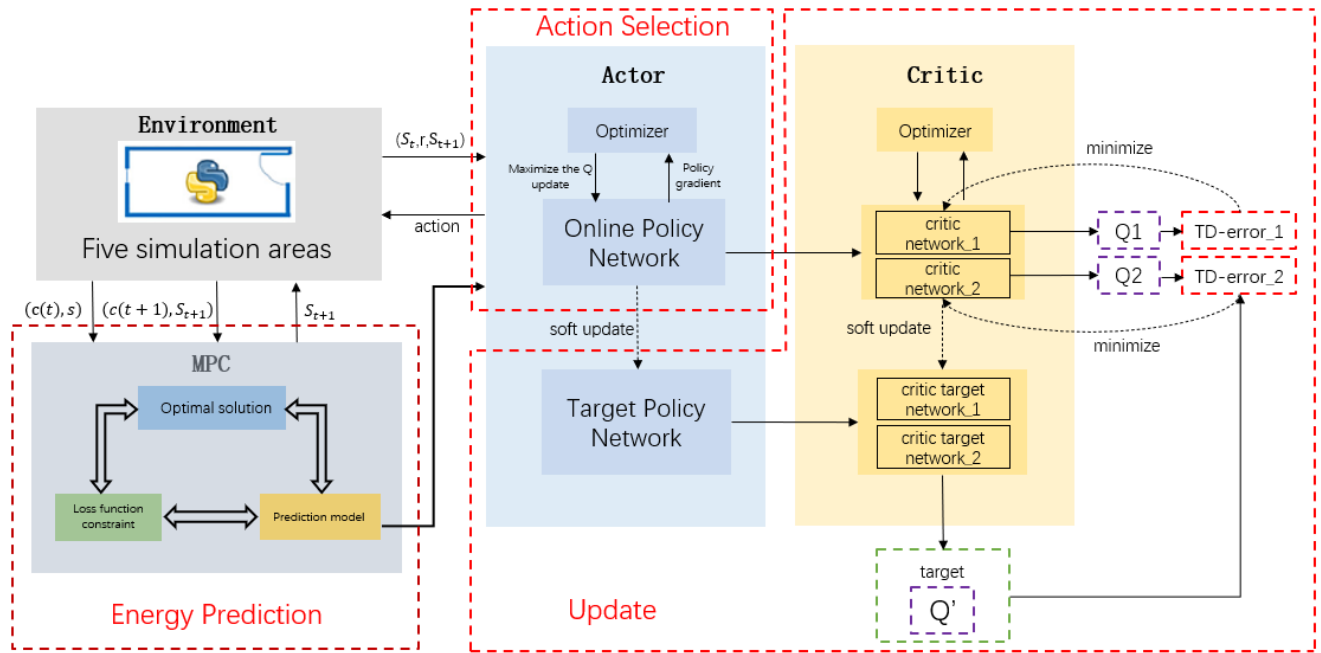 Action Selection
Actor
Critic
Environment
Optimizer
Optimizer
(S_t,r,S_{t+1})
minimize
Maximize the Q
update
Policy
gradient
action
Five simulation areas
Online Policy
Network
critic
network_1
critic
network_2
Q1
TD-error_1
Q2
TD-error_2
(c(t),s)
(c(t+1),S_{t+1})
S_{t+1}
soft update
soft update
minimize
MPC
Optimal solution
Target Policy
Network
critic target
network_1
critic target
network_2
Loss function
constraint
Prediction model
target
Q’
Energy Prediction
Update